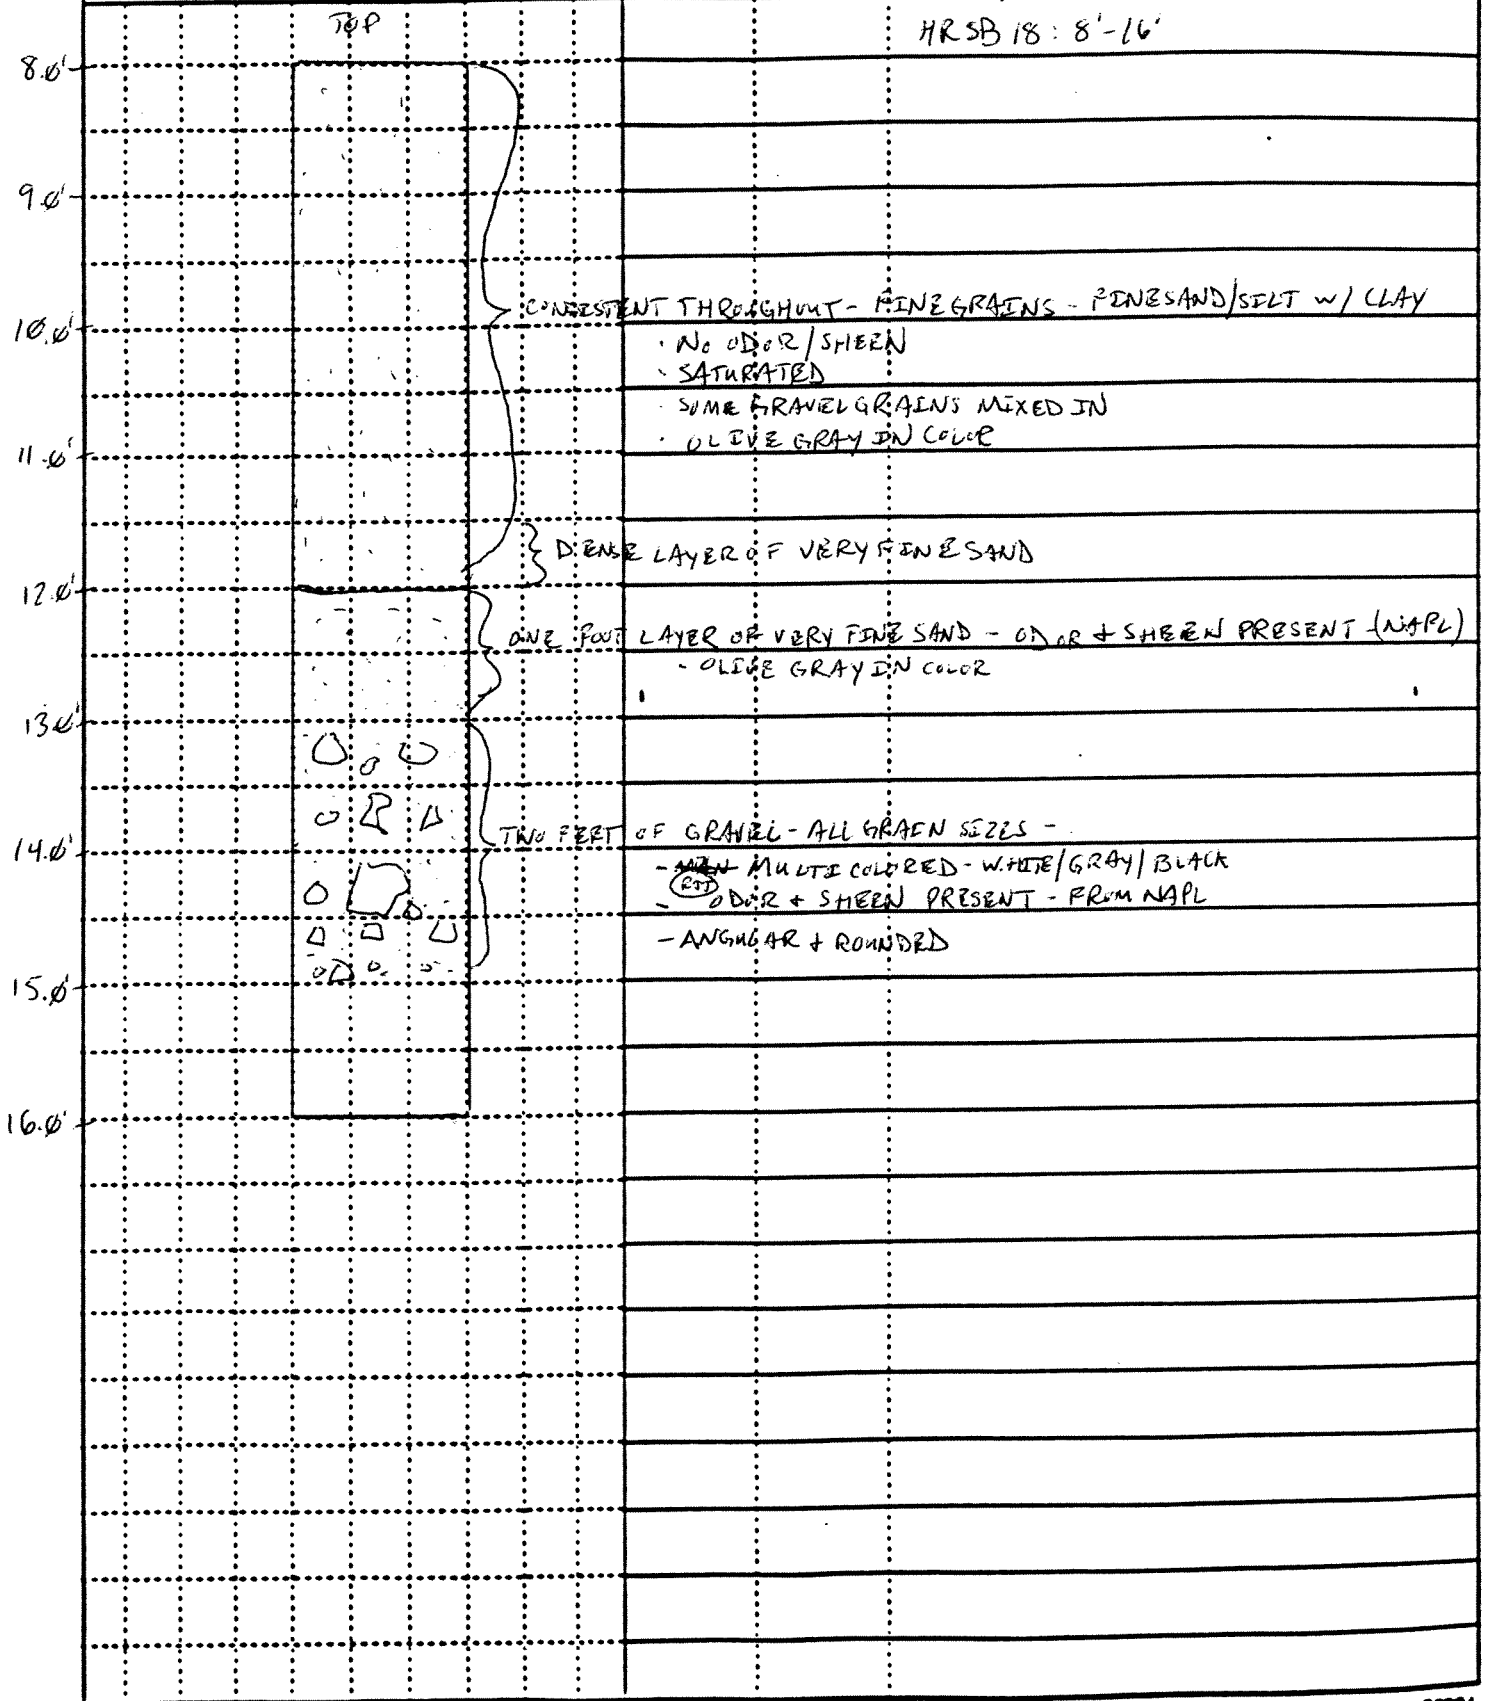 TOP
HRSB 18: 8'-16'
8.0'
9.0'
CONSISTENT THROUGHOUT - FINE GRAINS - FINE SAND/SILT W/ CLAY
10.0'
· NO ODOR/SHEEN
· SATURATED
· SOME GRAVEL GRAINS MIXED IN
· OLIVE GRAY IN COLOR
11.0'
DENSE LAYER OF VERY FINE SAND
12.0'
ONE FOOT LAYER OF VERY FINE SAND - ODOR + SHEEN PRESENT (NAPL)
- OLIVE GRAY IN COLOR
13.0'
TWO FEET OF GRAVEL - ALL GRAIN SIZES -
14.0'
- MULTI COLORED - WHITE/GRAY/BLACK
RJJ
- ODOR + SHEEN PRESENT - FROM NAPL
- ANGULAR + ROUNDED
15.0'
16.0'